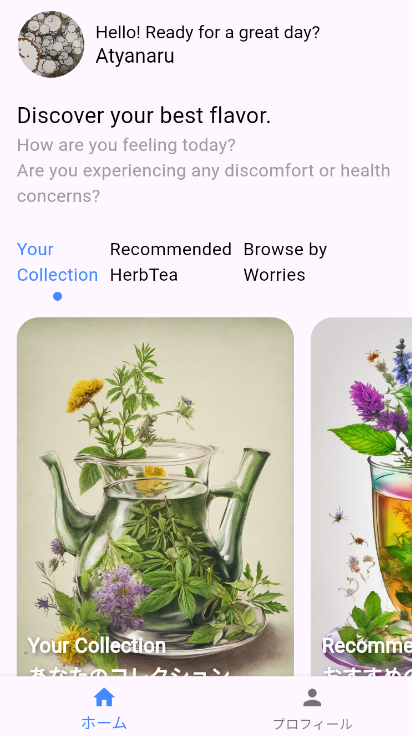 Hello! Ready for a great day?
Atyanaru
Discover your best flavor.
How are you feeling today?
Are you experiencing any discomfort or health
concerns?
Your
Collection
Recommended
HerbTea
Browse by
Worries
Your Collection
あなたのコレクション
Recomme
おすすめの
ホーム
プロフィール